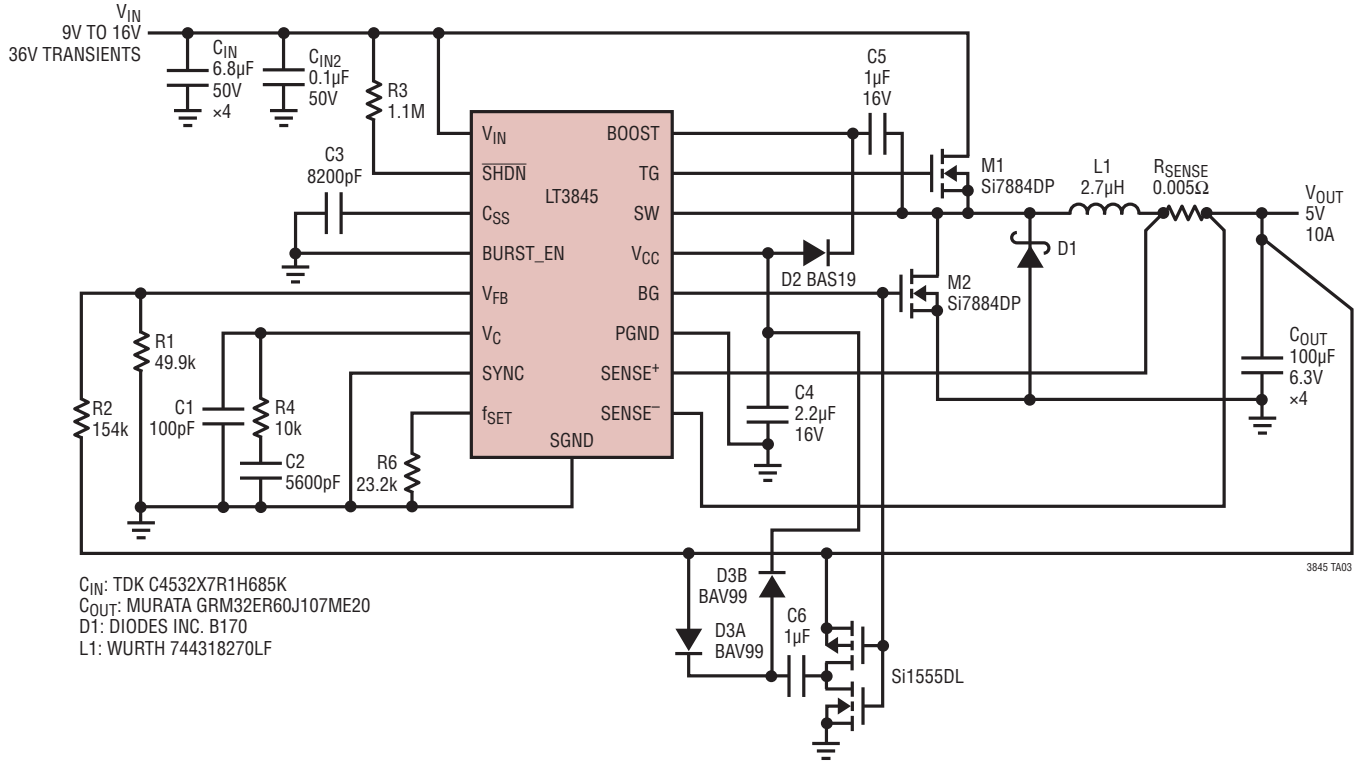 VIN
9V TO 16V
36V TRANSIENTS
CIN
6.8µF
50V
×4
CIN2
0.1µF
50V
R3
1.1M
C3
8200pF
VIN
SHDN
CSS
BURST_EN
VFB
VC
SYNC
fSET
LT3845
SGND
BOOST
TG
SW
VCC
BG
PGND
SENSE+
SENSE–
C5
1µF
16V
M1
Si7884DP
L1
2.7µH
RSENSE
0.005Ω
VOUT
5V
10A
D1
D2 BAS19
M2
Si7884DP
COUT
100µF
6.3V
×4
R1
49.9k
R2
154k
C1
100pF
R4
10k
C2
5600pF
R6
23.2k
C4
2.2µF
16V
3845 TA03
D3B
BAV99
D3A
BAV99
C6
1µF
Si1555DL
CIN: TDK C4532X7R1H685K
COUT: MURATA GRM32ER60J107ME20
D1: DIODES INC. B170
L1: WURTH 744318270LF